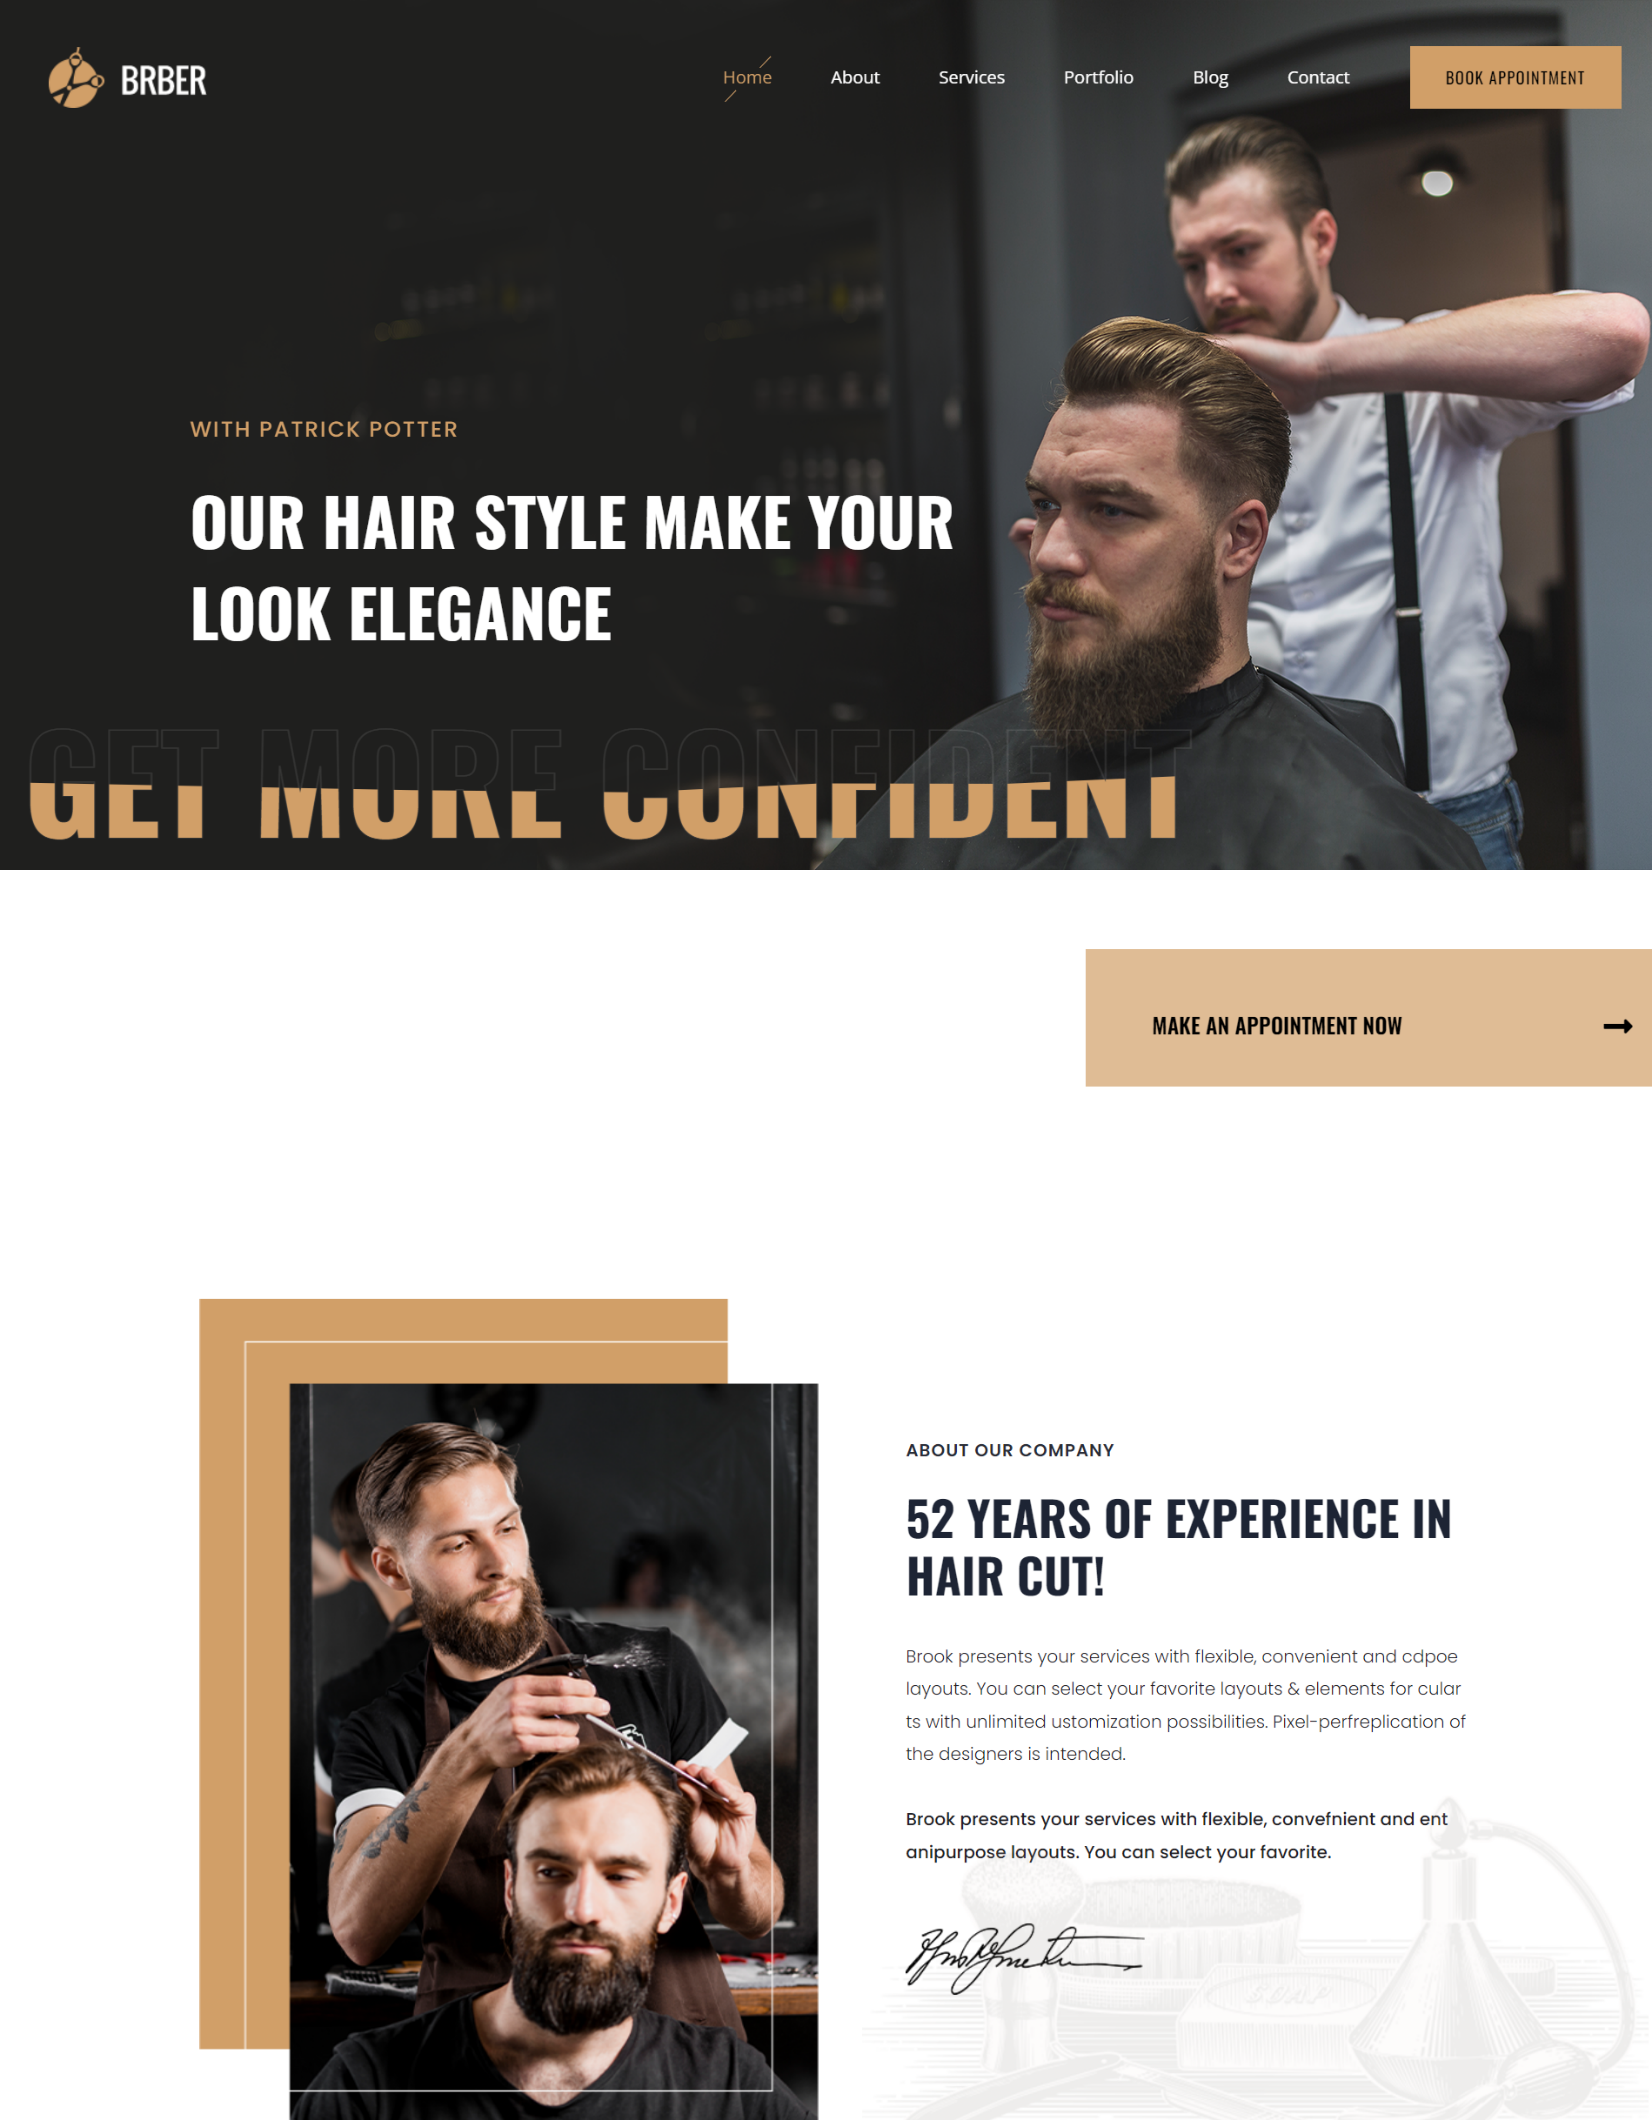 BRBER
Home About Services Portfolio Blog Contact BOOK APPOINTMENT
WITH PATRICK POTTER
OUR HAIR STYLE MAKE YOUR
LOOK ELEGANCE
GET MORE CONFIDENT
MAKE AN APPOINTMENT NOW
ABOUT OUR COMPANY
52 YEARS OF EXPERIENCE IN
HAIR CUT!
Brook presents your services with flexible, convenient and cdpoe
layouts. You can select your favorite layouts & elements for cular
ts with unlimited ustomization possibilities. Pixel-perfreplication of
the designers is intended.
Brook presents your services with flexible, convefnient and ent
anipurpose layouts. You can select your favorite.
SOAP